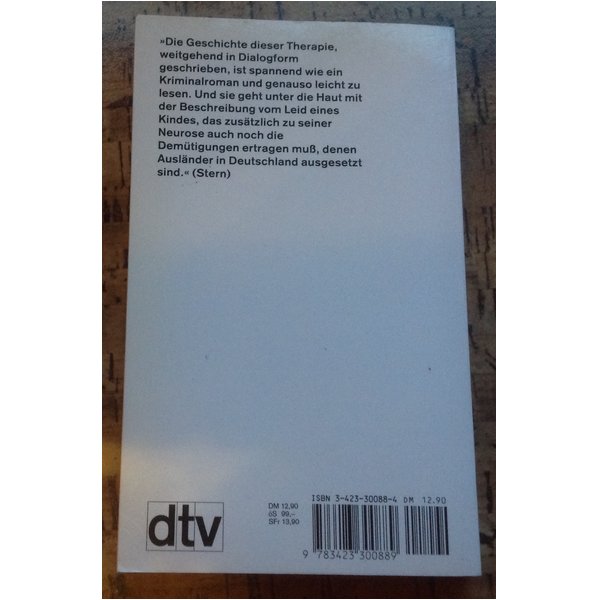 »Die Geschichte dieser Therapie,
weitgehend in Dialogform
geschrieben, ist spannend wie ein
Kriminalroman und genauso leicht zu
lesen. Und sie geht unter die Haut mit
der Beschreibung vom Leid eines
Kindes, das zusätzlich zu seiner
Neurose auch noch die
Demütigungen ertragen muß, denen
Ausländer in Deutschland ausgesetzt
sind.« (Stern)
ISBN 3-423-30088-4 DM 12.90
DM 12,90
öS 99,–
SFr 13,90
dtv
9 783423 300889